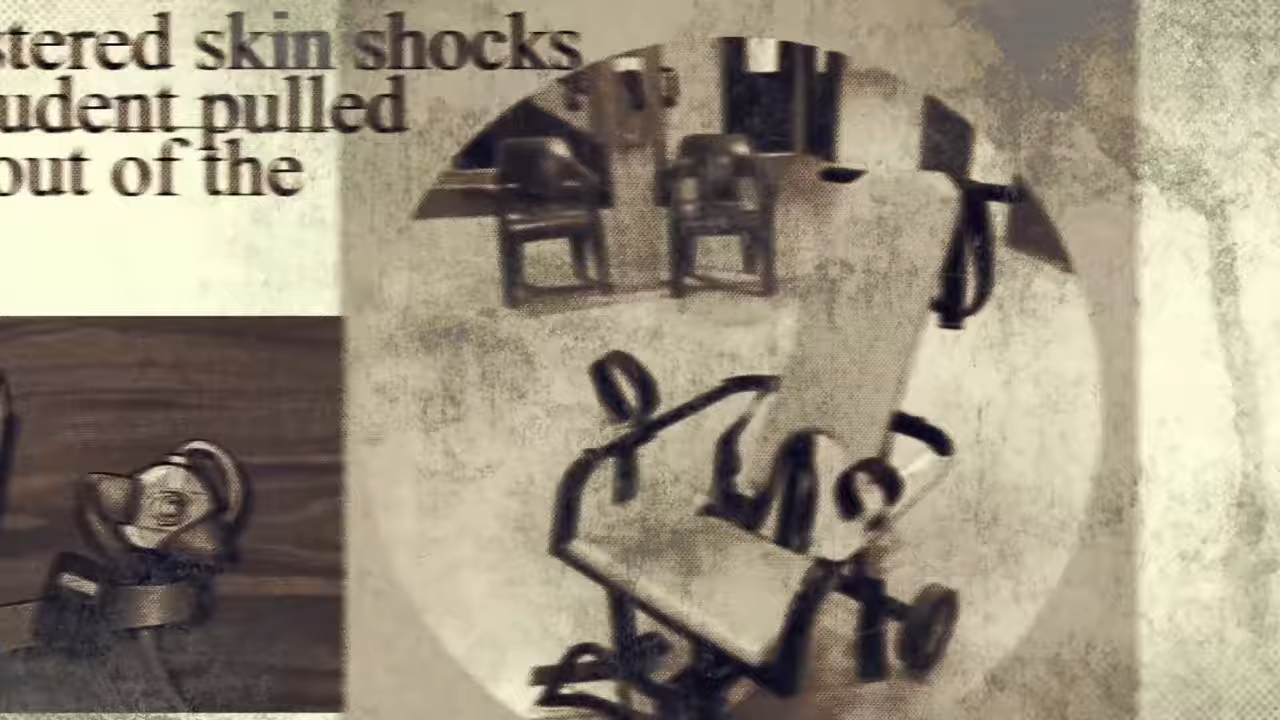 stered skin shocks
udent pulled
out of the